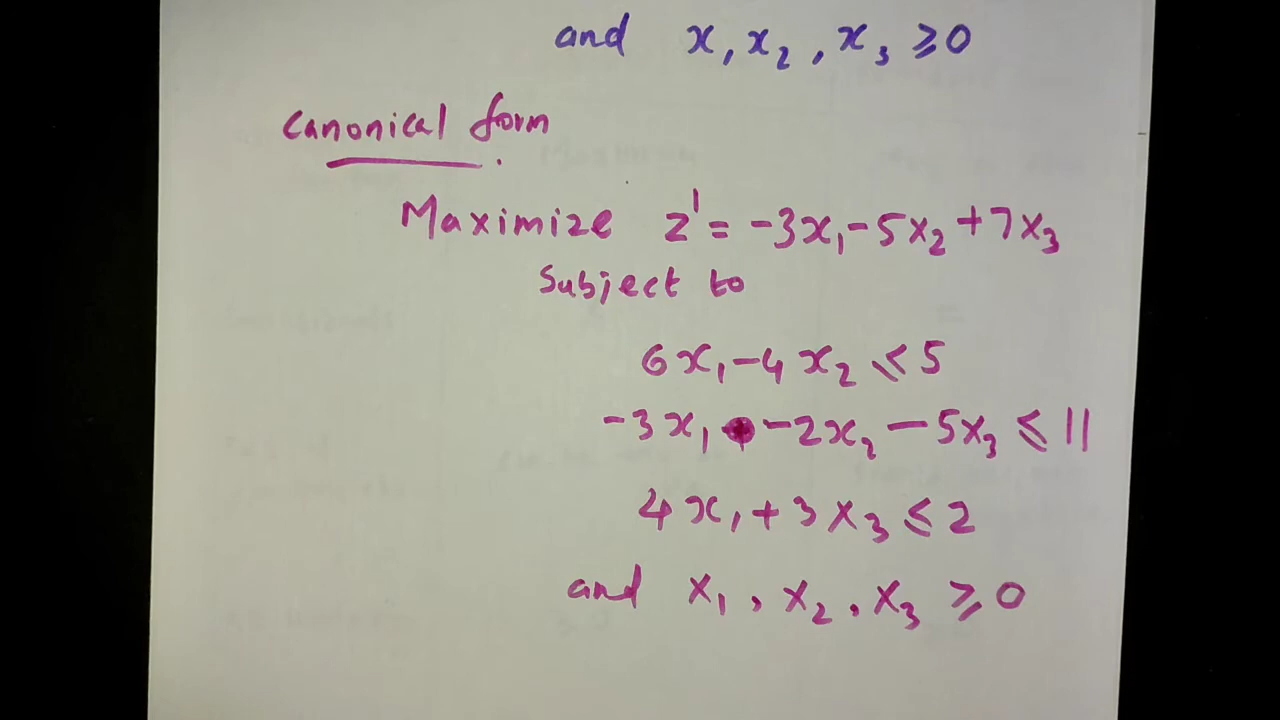 and x₁ x₂, x₃ ⩾0
Canonical form
Maximize z' = -3x₁-5x₂+7x₃
Subject to
6x₁-4x₂ ⩽ 5
-3x₁ -2x₂ -5x₃ ⩽ 11
4x₁+3x₃ ⩽ 2
and x₁, x₂, x₃ ⩾ 0